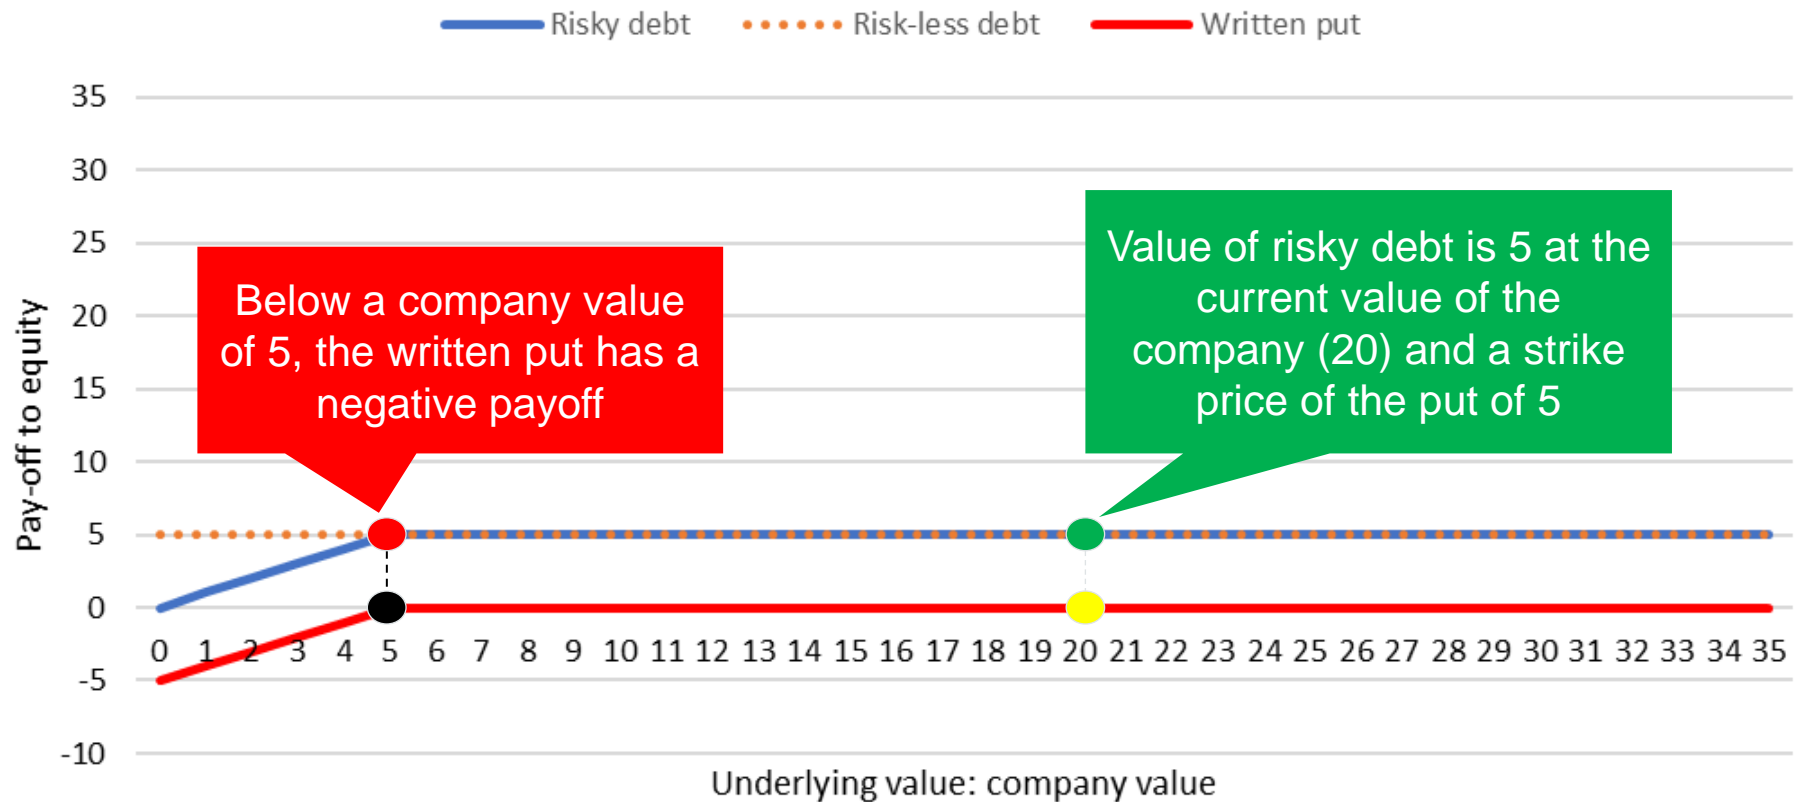 Risky debt Risk-less debt Written put
35
30
25
20
15
10
5
0
-5
-10
Pay-off to equity
Below a company value
of 5, the written put has a
negative payoff
Value of risky debt is 5 at the
current value of the
company (20) and a strike
price of the put of 5
0 1 2 3 4 5 6 7 8 9 10 11 12 13 14 15 16 17 18 19 20 21 22 23 24 25 26 27 28 29 30 31 32 33 34 35
Underlying value: company value